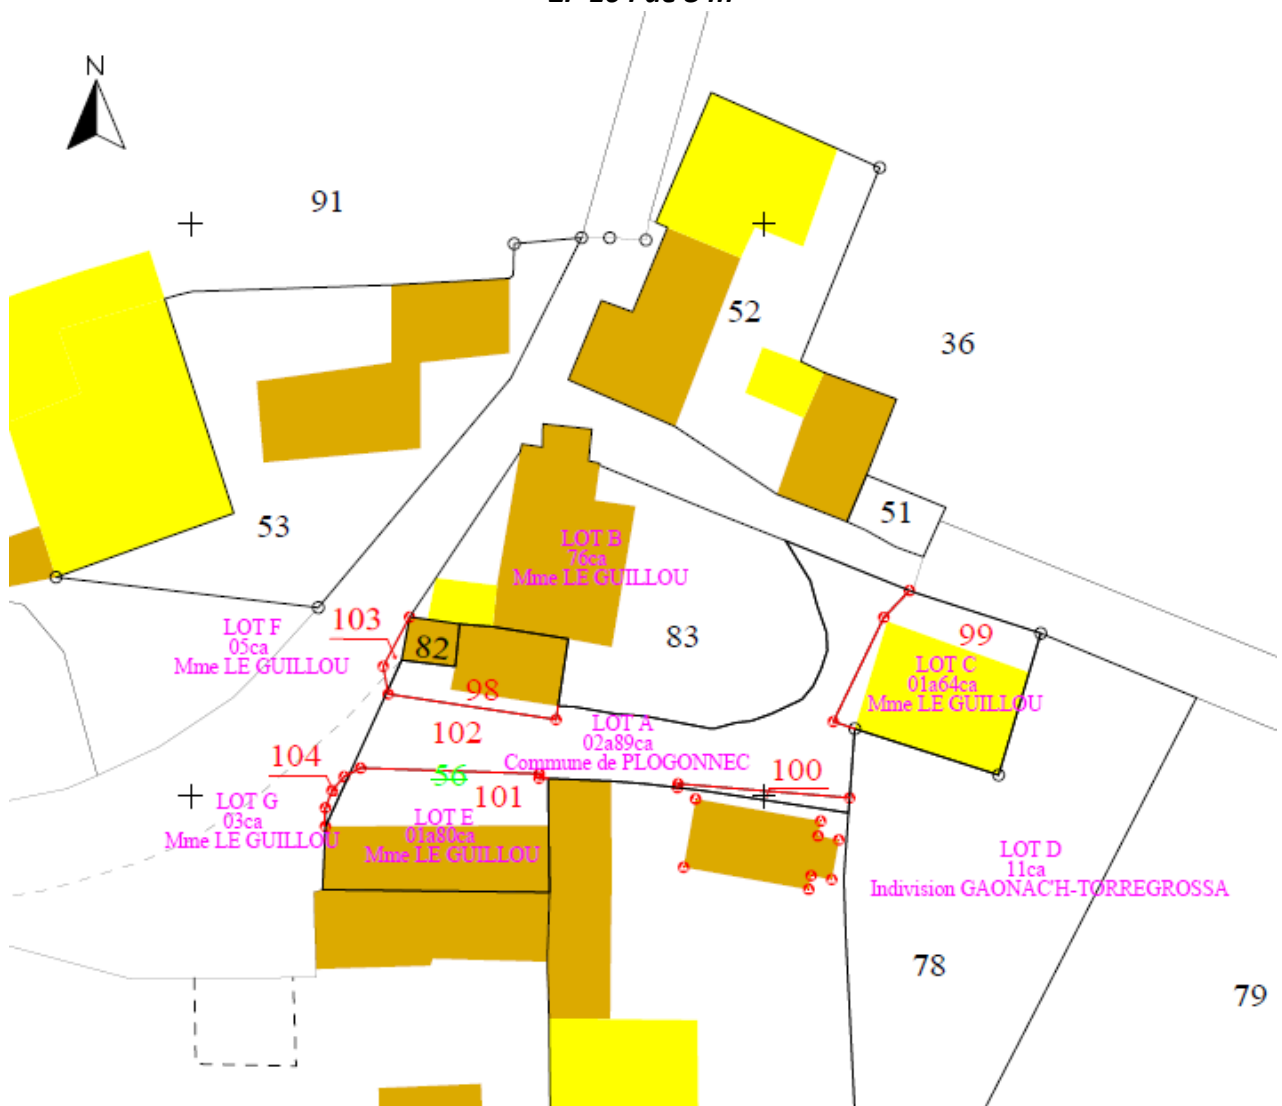 N
91
52
36
51
53
LOT B
76ca
Mme LE GUILLOU
103
LOT F
05ca
Mme LE GUILLOU
82
83
99
LOT C
01a64ca
Mme LE GUILLOU
98
102
LOT A
02a89ca
Commune de PLOGONNEC
104
56
101
100
LOT G
03ca
Mme LE GUILLOU
LOT E
01a80ca
Mme LE GUILLOU
LOT D
11ca
Indivision GAONAC'H-TORREGROSSA
78
79